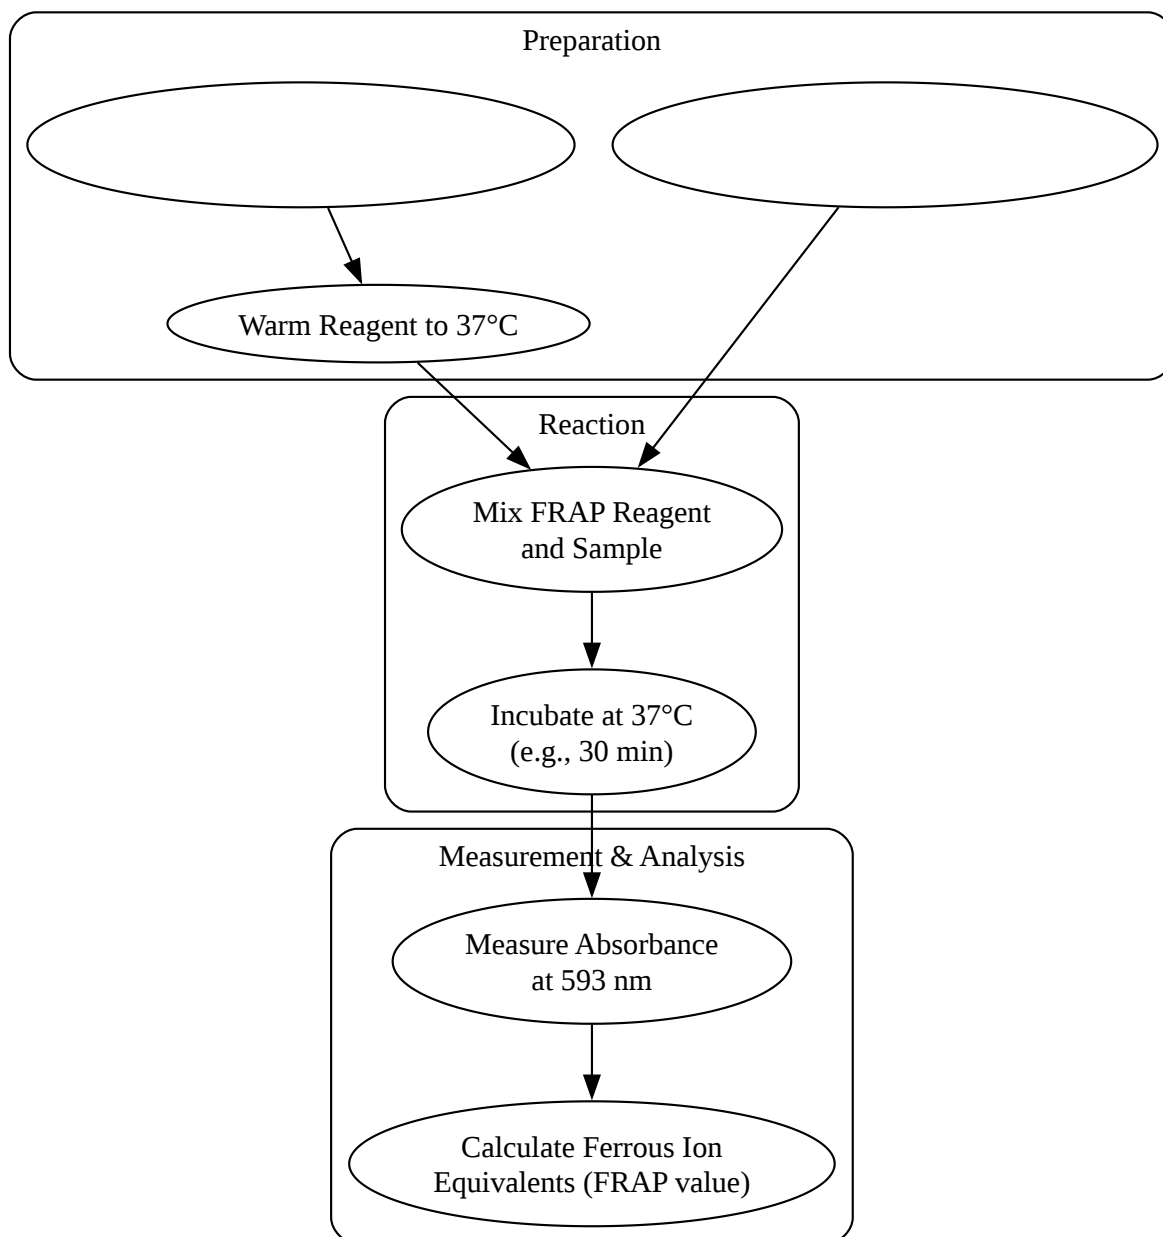 Preparation
Warm Reagent to 37°C
Reaction
Mix FRAP Reagent
and Sample
Incubate at 37°C
(e.g., 30 min)
Measurement & Analysis
Measure Absorbance
at 593 nm
Calculate Ferrous Ion
Equivalents (FRAP value)